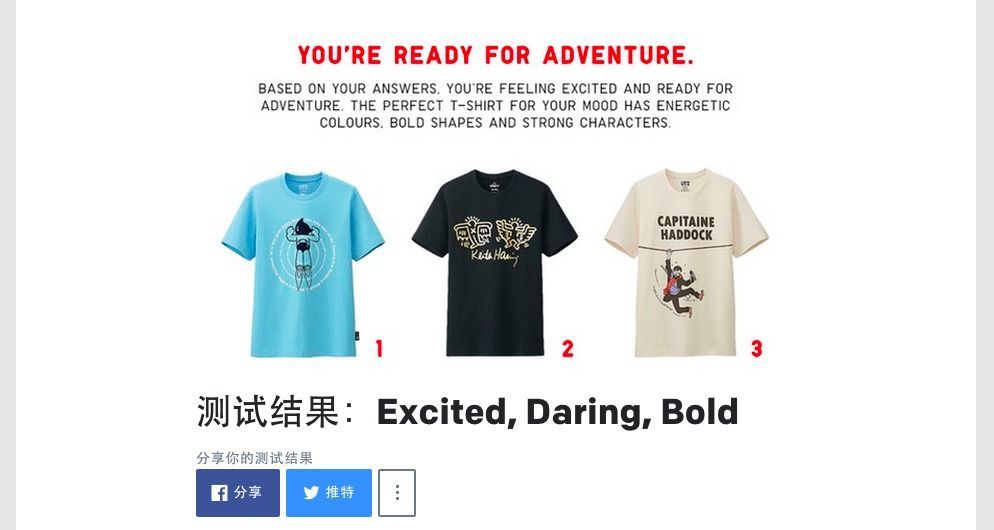 YOU'RE READY FOR ADVENTURE.
BASED ON YOUR ANSWERS, YOU'RE FEELING EXCITED AND READY FOR
ADVENTURE. THE PERFECT T-SHIRT FOR YOUR MOOD HAS ENERGETIC
COLOURS, BOLD SHAPES AND STRONG CHARACTERS.
Keith Haring
CAPITAINE
HADDOCK
1
2
3
测试结果：Excited, Daring, Bold
分享你的测试结果
分享
推特